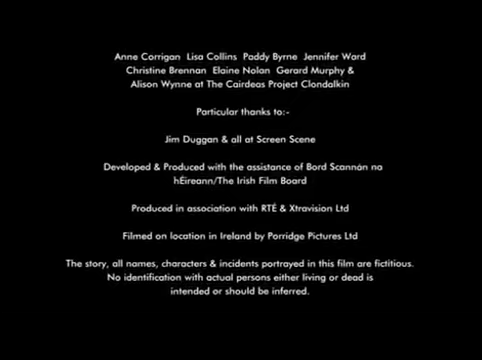 Anne Corrigan Lisa Collins Paddy Byrne Jennifer Ward
Christine Brennan Elaine Nolan Gerard Murphy &
Alison Wynne at The Cairdeas Project Clondalkin
Particular thanks to:-
Jim Duggan & all at Screen Scene
Developed & Produced with the assistance of Bord Scannán na
hÉireann/The Irish Film Board
Produced in association with RTÉ & Xtravision Ltd
Filmed on location in Ireland by Porridge Pictures Ltd
The story, all names, characters & incidents portrayed in this film are fictitious.
No identification with actual persons either living or dead is
intended or should be inferred.